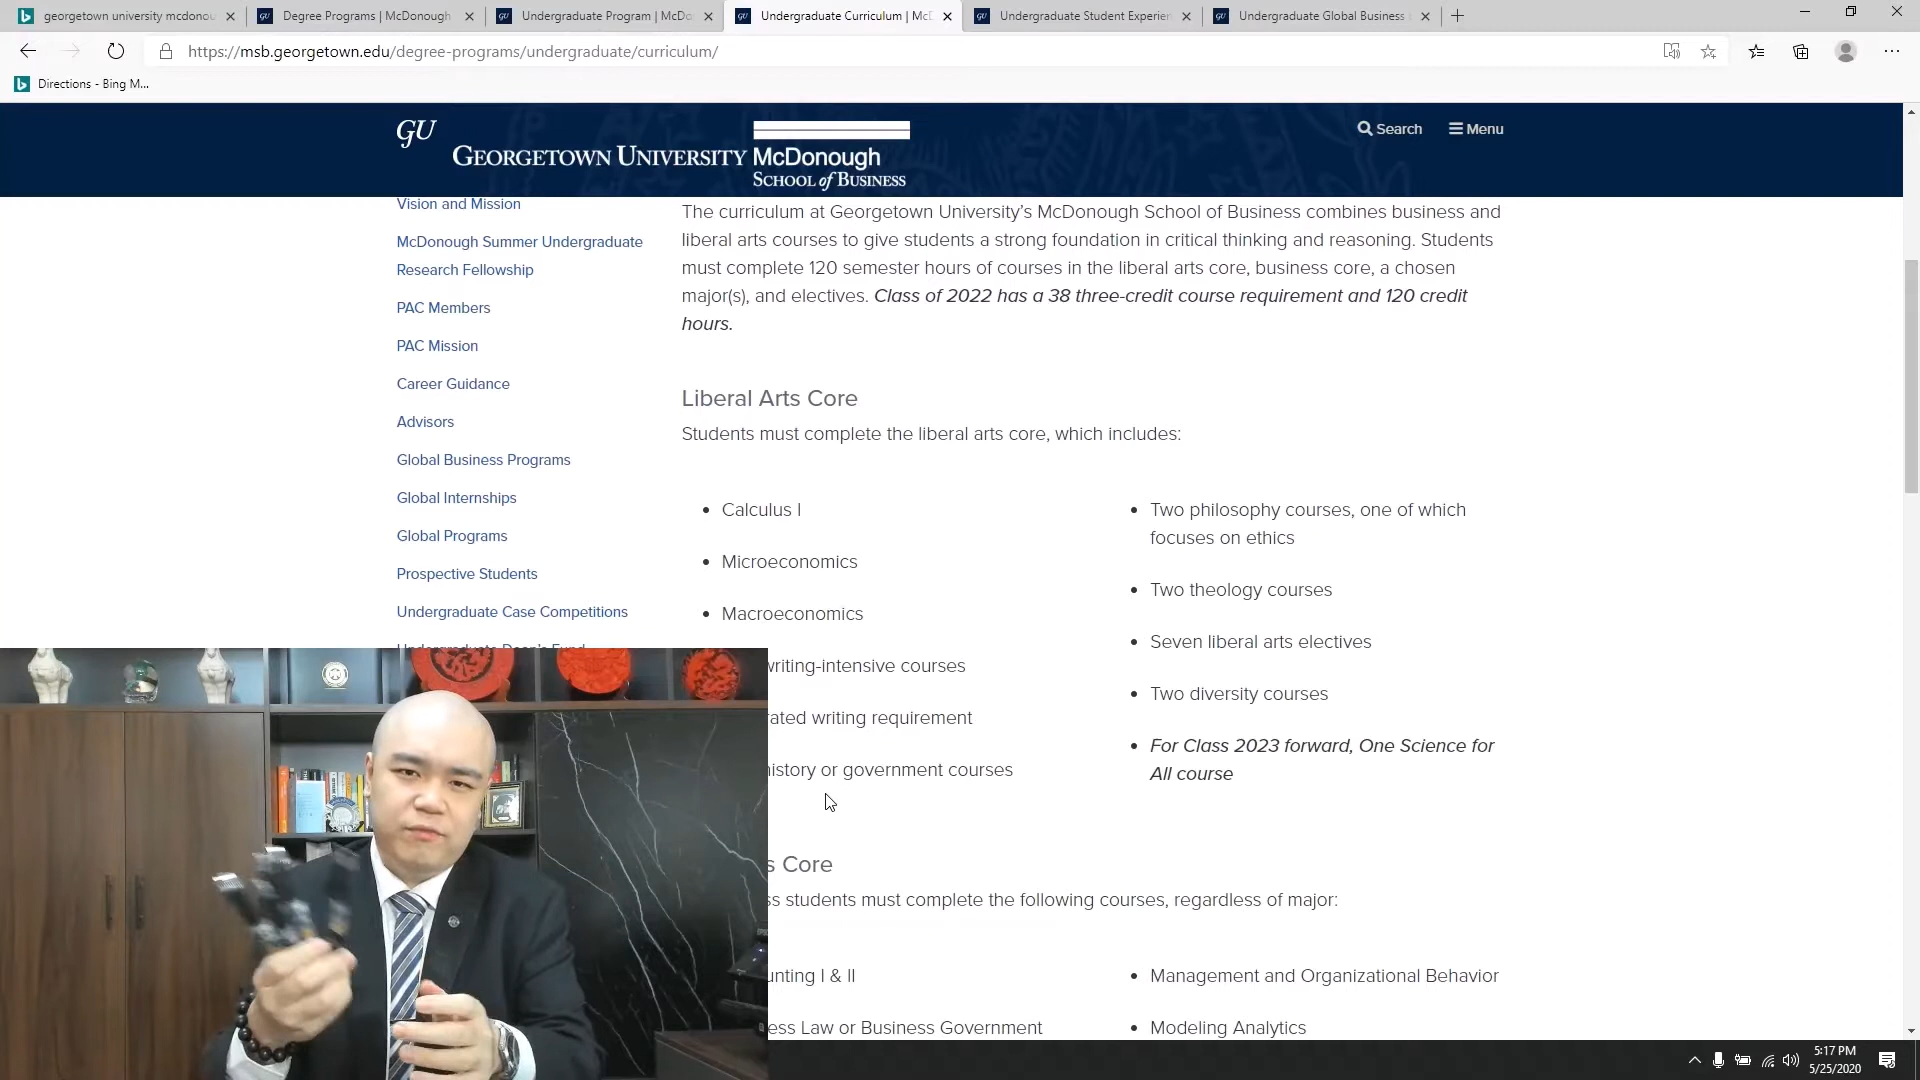 georgetown university mcdonou
Degree Programs | McDonough
Undergraduate Program | McDo
Undergraduate Curriculum | McD
Undergraduate Student Experien
Undergraduate Global Business
https://msb.georgetown.edu/degree-programs/undergraduate/curriculum/
Directions - Bing M...
GU
GEORGETOWN UNIVERSITY
McDonough
SCHOOL of BUSINESS
Search
Menu
Vision and Mission
McDonough Summer Undergraduate
Research Fellowship
PAC Members
PAC Mission
Career Guidance
Advisors
Global Business Programs
Global Internships
Global Programs
Prospective Students
Undergraduate Case Competitions
The curriculum at Georgetown University's McDonough School of Business combines business and
liberal arts courses to give students a strong foundation in critical thinking and reasoning. Students
must complete 120 semester hours of courses in the liberal arts core, business core, a chosen
major(s), and electives. Class of 2022 has a 38 three-credit course requirement and 120 credit
hours.
Liberal Arts Core
Students must complete the liberal arts core, which includes:
• Calculus I
• Microeconomics
• Macroeconomics
writing-intensive courses
rated writing requirement
history or government courses
• Two philosophy courses, one of which
focuses on ethics
• Two theology courses
• Seven liberal arts electives
• Two diversity courses
• For Class 2023 forward, One Science for
All course
s Core
ss students must complete the following courses, regardless of major:
unting I & II
ess Law or Business Government
• Management and Organizational Behavior
• Modeling Analytics
5:17 PM
5/25/2020